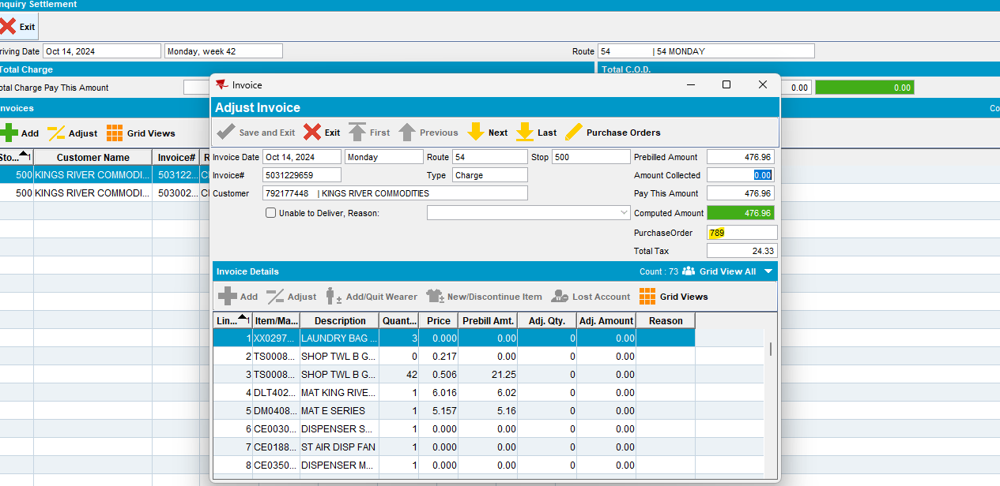 nquiry Settlement
Exit
riving Date Oct 14, 2024 Monday, week 42 Route 54 | 54 MONDAY
Total Charge Total C.O.D.
otal Charge Pay This Amount 0.00 0.00
nvoices Co
Add Adjust Grid Views
Sto... 1 Customer Name Invoice# R
500 KINGS RIVER COMMODI... 503122...
500 KINGS RIVER COMMODI... 503002...
Invoice
Adjust Invoice
Save and Exit Exit First Previous Next Last Purchase Orders
Invoice Date Oct 14, 2024 Monday Route 54 Stop 500 Prebilled Amount 476.96
Invoice# 5031229659 Type Charge Amount Collected 0.00
Customer 792177448 | KINGS RIVER COMMODITIES Pay This Amount 476.96
Unable to Deliver, Reason: Computed Amount 476.96
PurchaseOrder 789
Total Tax 24.33
Invoice Details Count : 73 Grid View All
Add Adjust Add/Quit Wearer New/Discontinue Item Lost Account Grid Views
Lin... 1 Item/Ma... Description Quant... Price Prebill Amt. Adj. Qty. Adj. Amount Reason
1 XX0297... LAUNDRY BAG ... 3 0.000 0.00 0 0.00
2 TS0008... SHOP TWL B G... 0 0.217 0.00 0 0.00
3 TS0008... SHOP TWL B G... 42 0.506 21.25 0 0.00
4 DLT402... MAT KING RIVE... 1 6.016 6.02 0 0.00
5 DM0408... MAT E SERIES 1 5.157 5.16 0 0.00
6 CE0030... DISPENSER S... 1 0.000 0.00 0 0.00
7 CE0188... ST AIR DISP FAN 1 0.000 0.00 0 0.00
8 CE0350... DISPENSER M... 1 0.000 0.00 0 0.00